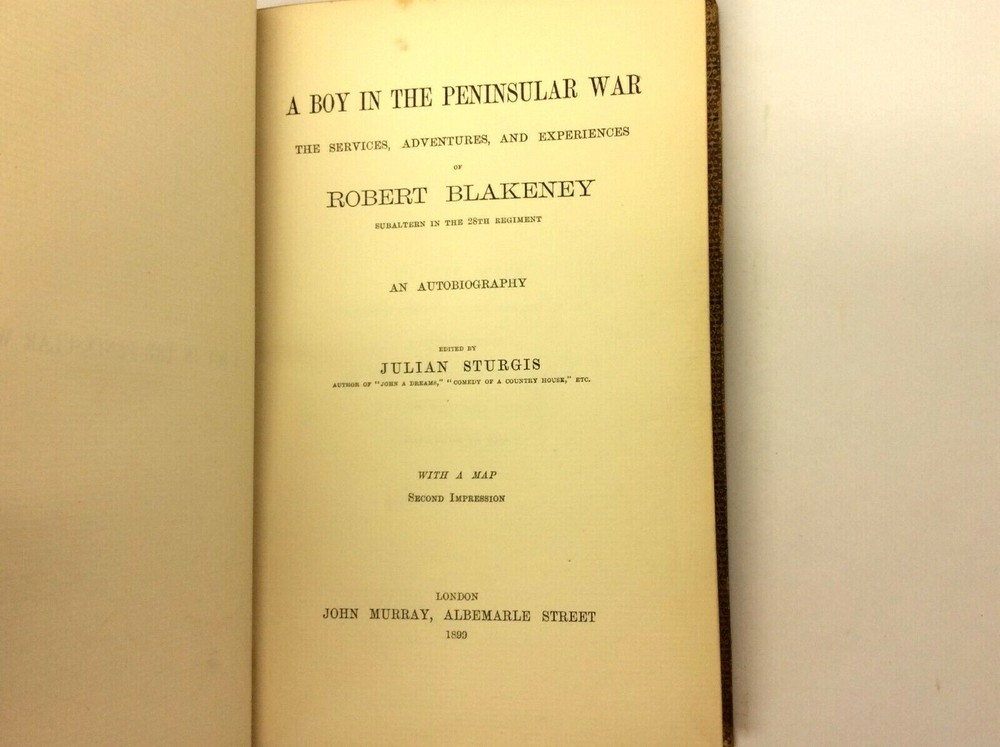 A BOY IN THE PENINSULAR WAR
THE SERVICES, ADVENTURES, AND EXPERIENCES
OF
ROBERT BLAKENEY
SUBALTERN IN THE 28TH REGIMENT
AN AUTOBIOGRAPHY
EDITED BY
JULIAN STURGIS
AUTHOR OF "JOHN A DREAMS," "COMEDY OF A COUNTRY HOUSE," ETC.
WITH A MAP
SECOND IMPRESSION
LONDON
JOHN MURRAY, ALBEMARLE STREET
1899